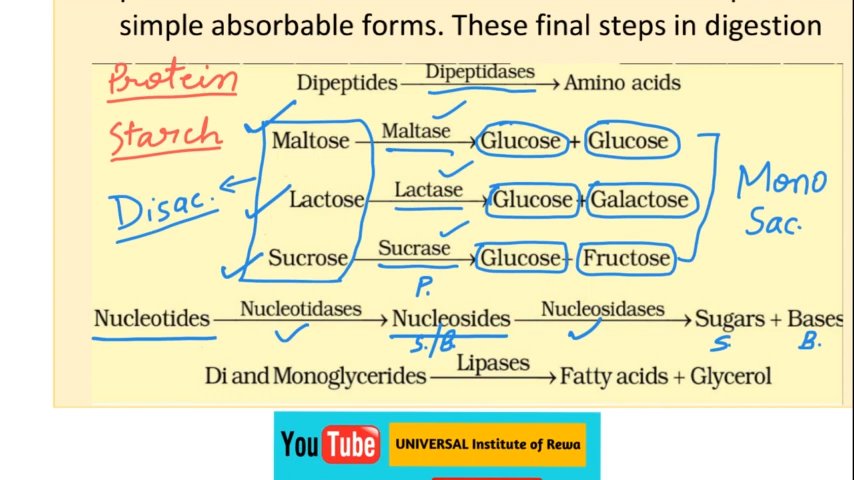 simple absorbable forms. These final steps in digestion
Protein Dipeptides Dipeptidases Amino acids
Starch Maltose Maltase Glucose + Glucose
Disac. Lactose Lactase Glucose + Galactose Mono Sac.
Sucrose Sucrase Glucose + Fructose
P.
Nucleotides Nucleotidases Nucleosides Nucleosidases Sugars + Bases
S./B. S. B.
Di and Monoglycerides Lipases Fatty acids + Glycerol
YouTube UNIVERSAL Institute of Rewa